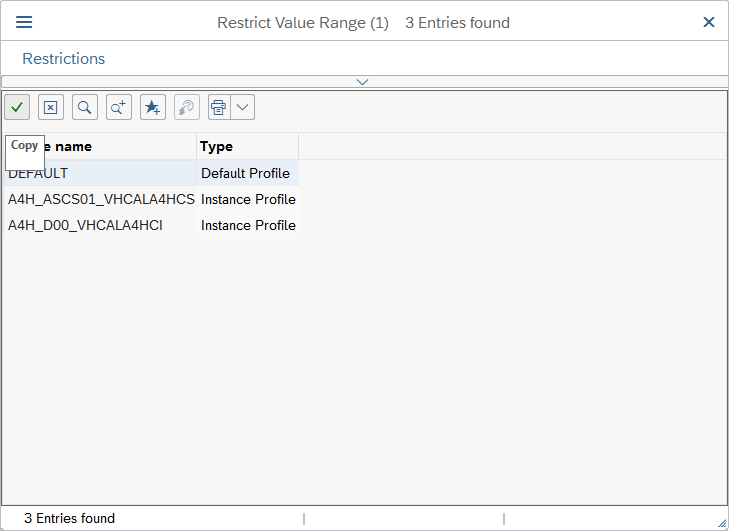 Restrict Value Range (1) 3 Entries found
Restrictions
Copy
e name Type
DEFAULT Default Profile
A4H_ASCS01_VHCALA4HCS Instance Profile
A4H_D00_VHCALA4HCI Instance Profile
3 Entries found